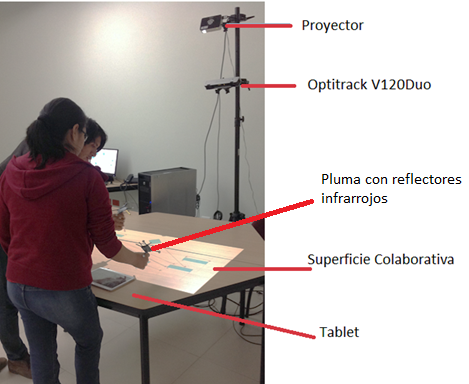 Proyector
Optitrack V120Duo
Pluma con reflectores
infrarrojos
Superficie Colaborativa
Tablet